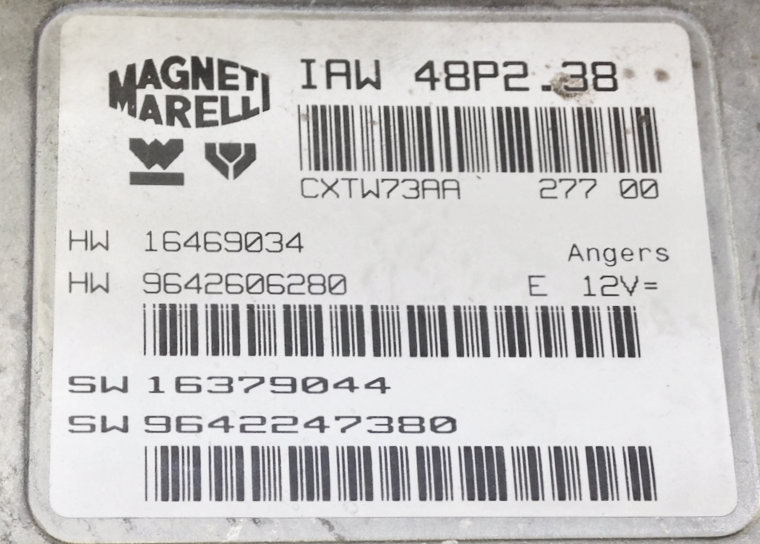 MAGNETI
MARELLI
IAW 48P2.38
CXTW73AA 277 00
HW 16469034
Angers
HW 9642606280 E 12V=
SW 16379044
SW 9642247380